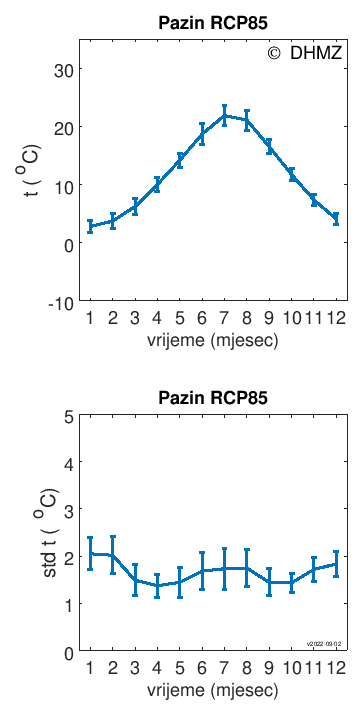 Pazin RCP85
© DHMZ
30
20
10
0
-10
t ( °C)
1 2 3 4 5 6 7 8 9 10 11 12
vrijeme (mjesec)
Pazin RCP85
5
4
3
2
1
0
std t ( °C)
v2022-09-02
1 2 3 4 5 6 7 8 9 10 11 12
vrijeme (mjesec)